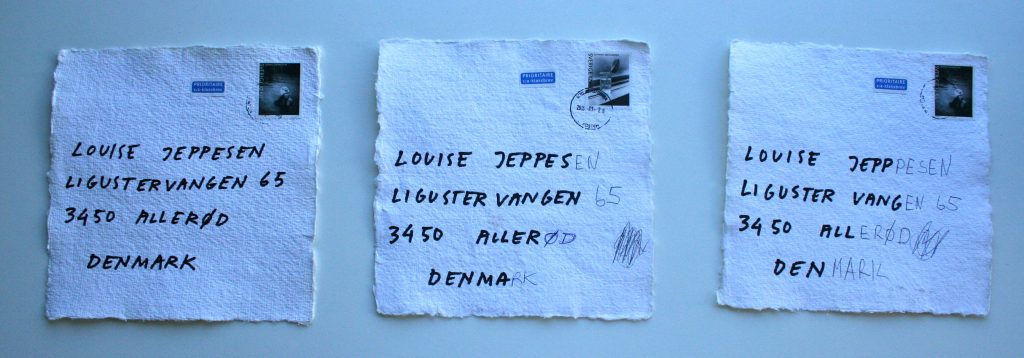 PRIORITAIRE
LOUISE JEPPESEN
LIGUSTERVANGEN 65
3450 ALLERØD
DENMARK
PRIORITAIRE
LOUISE JEPPESEN
LIGUSTERVANGEN 65
3450 ALLERØD
DENMARK
PRIORITAIRE
LOUISE JEPPPESEN
LIGUSTER VANGEN 65
3450 ALLERØD
DENMARK